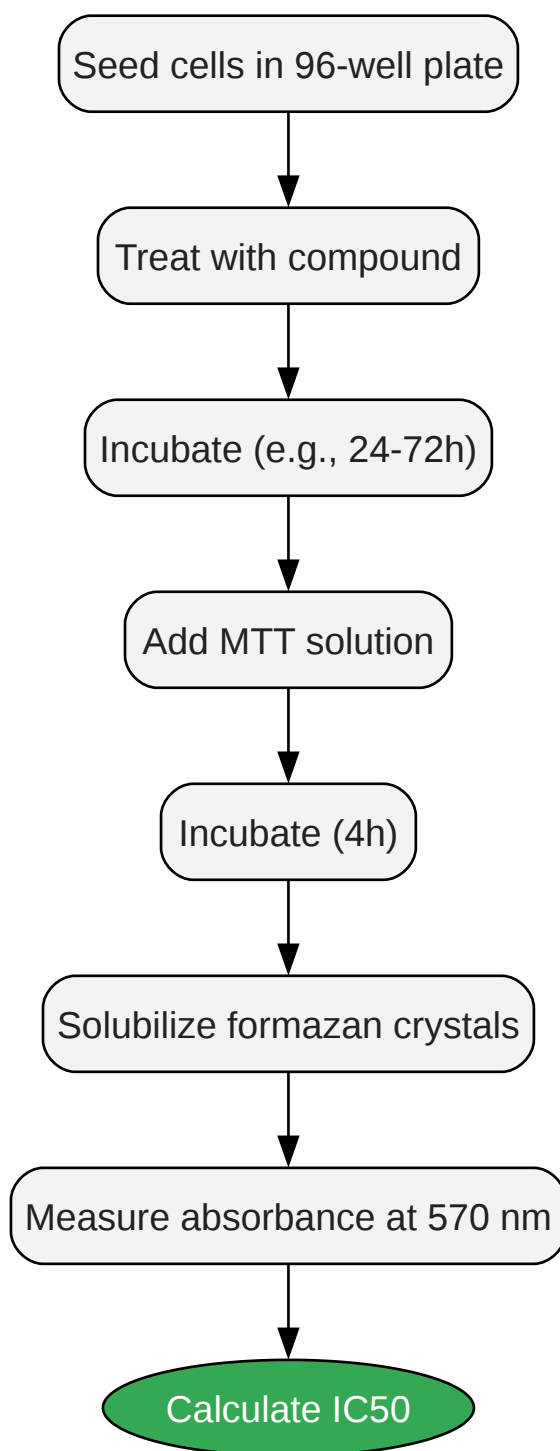 Seed cells in 96-well plate
Treat with compound
Incubate (e.g., 24-72h)
Add MTT solution
Incubate (4h)
Solubilize formazan crystals
Measure absorbance at 570 nm
Calculate IC50